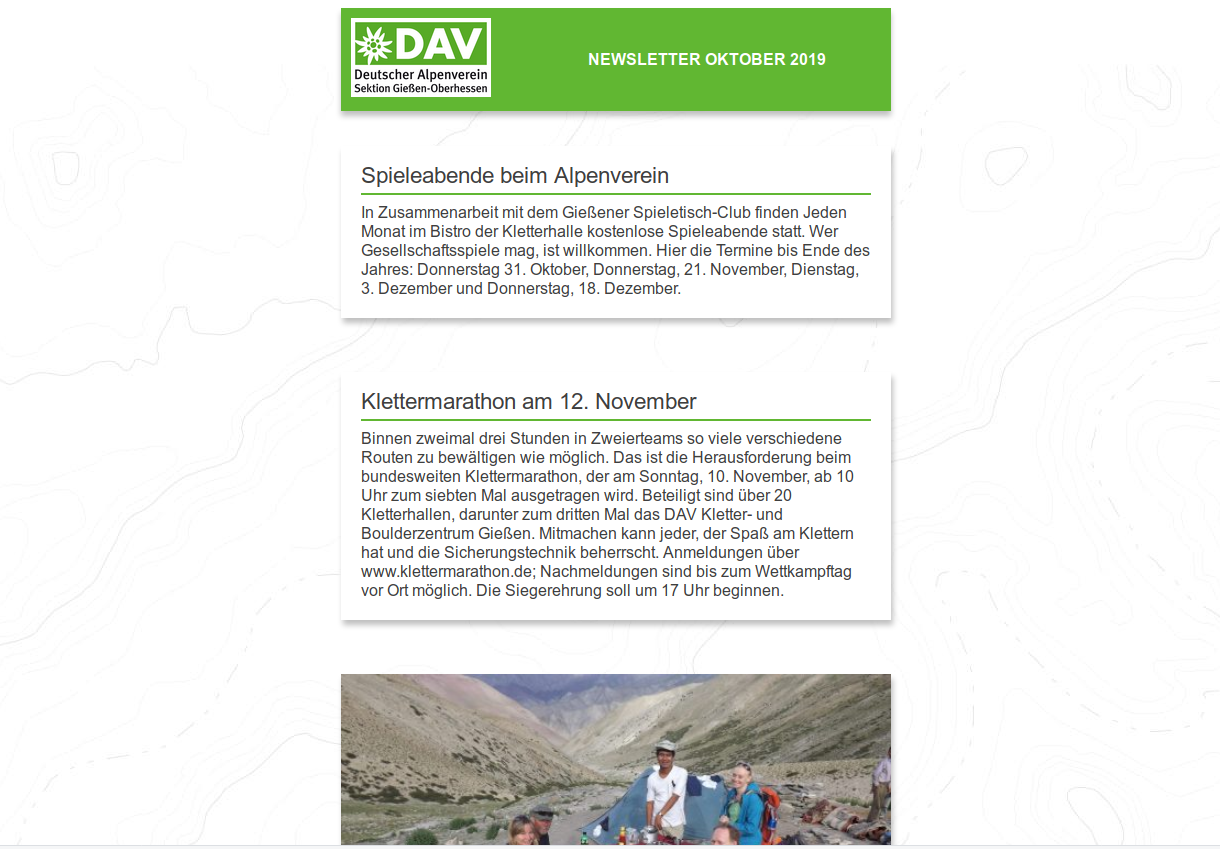 DAV
Deutscher Alpenverein
Sektion Gießen-Oberhessen
NEWSLETTER OKTOBER 2019
Spieleabende beim Alpenverein
In Zusammenarbeit mit dem Gießener Spieletisch-Club finden Jeden
Monat im Bistro der Kletterhalle kostenlose Spieleabende statt. Wer
Gesellschaftsspiele mag, ist willkommen. Hier die Termine bis Ende des
Jahres: Donnerstag 31. Oktober, Donnerstag, 21. November, Dienstag,
3. Dezember und Donnerstag, 18. Dezember.
Klettermarathon am 12. November
Binnen zweimal drei Stunden in Zweierteams so viele verschiedene
Routen zu bewältigen wie möglich. Das ist die Herausforderung beim
bundesweiten Klettermarathon, der am Sonntag, 10. November, ab 10
Uhr zum siebten Mal ausgetragen wird. Beteiligt sind über 20
Kletterhallen, darunter zum dritten Mal das DAV Kletter- und
Boulderzentrum Gießen. Mitmachen kann jeder, der Spaß am Klettern
hat und die Sicherungstechnik beherrscht. Anmeldungen über
www.klettermarathon.de; Nachmeldungen sind bis zum Wettkampftag
vor Ort möglich. Die Siegerehrung soll um 17 Uhr beginnen.